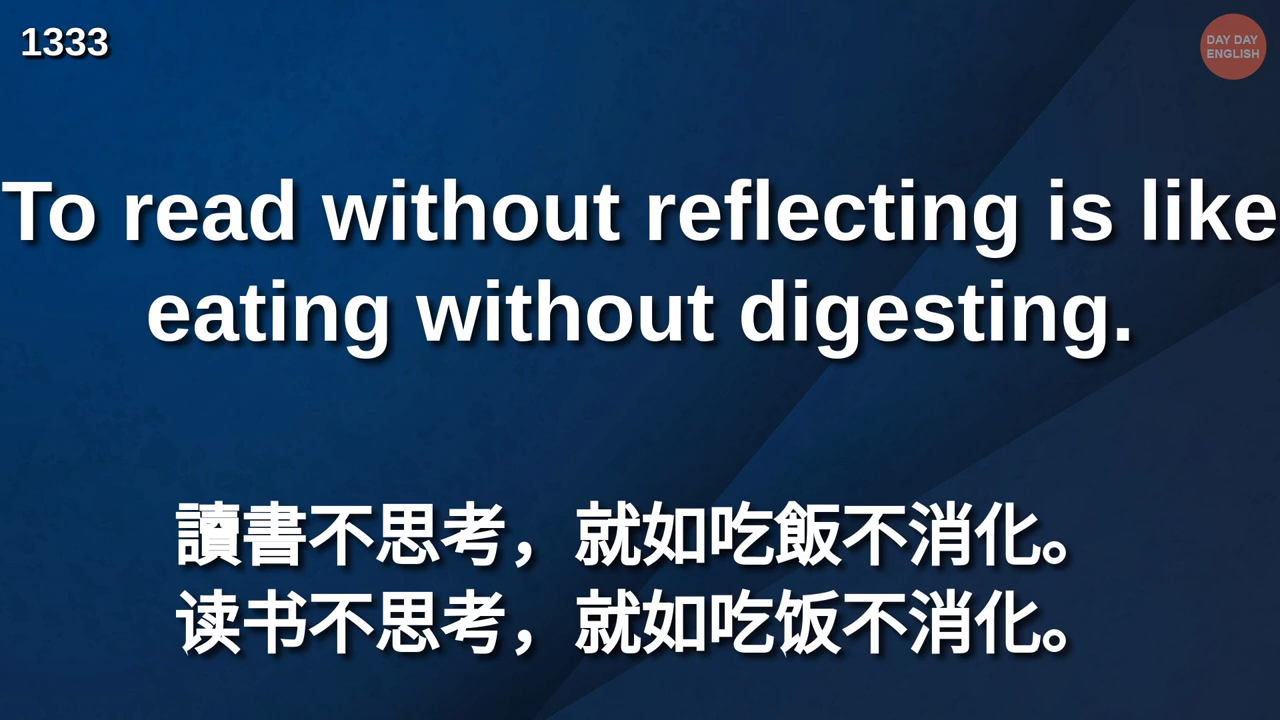 1333
DAY DAY
ENGLISH
To read without reflecting is like
eating without digesting.
讀書不思考，就如吃飯不消化。
读书不思考，就如吃饭不消化。